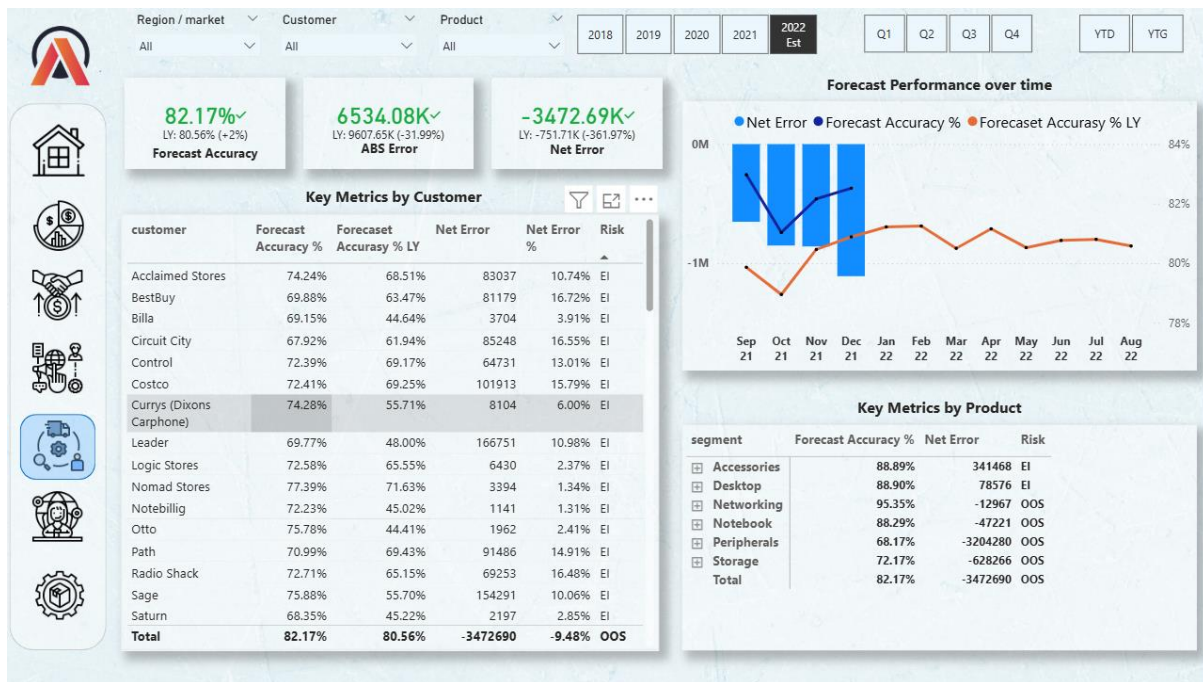 Region / market
Customer
Product
All
All
All
2018
2019
2020
2021
2022
Est
Q1
Q2
Q3
Q4
YTD
YTG
82.17%
LY: 80.56% (+2%)
Forecast Accuracy
6534.08K
LY: 9607.65K (-31.99%)
ABS Error
-3472.69K
LY: -751.71K (-361.97%)
Net Error
Key Metrics by Customer
customer Forecast Accuracy % Forecaset Accurasy % LY Net Error Net Error % Risk
Acclaimed Stores 74.24% 68.51% 83037 10.74% EI
BestBuy 69.88% 63.47% 81179 16.72% EI
Billa 69.15% 44.64% 3704 3.91% EI
Circuit City 67.92% 61.94% 85248 16.55% EI
Control 72.39% 69.17% 64731 13.01% EI
Costco 72.41% 69.25% 101913 15.79% EI
Currys (Dixons Carphone) 74.28% 55.71% 8104 6.00% EI
Leader 69.77% 48.00% 166751 10.98% EI
Logic Stores 72.58% 65.55% 6430 2.37% EI
Nomad Stores 77.39% 71.63% 3394 1.34% EI
Notebillig 72.23% 45.02% 1141 1.31% EI
Otto 75.78% 44.41% 1962 2.41% EI
Path 70.99% 69.43% 91486 14.91% EI
Radio Shack 72.71% 65.15% 69253 16.48% EI
Sage 75.88% 55.70% 154291 10.06% EI
Saturn 68.35% 45.22% 2197 2.85% EI
Total 82.17% 80.56% -3472690 -9.48% OOS
Forecast Performance over time
Net Error Forecast Accuracy % Forecaset Accurasy % LY
0M
-1M
84%
82%
80%
78%
Sep 21
Oct 21
Nov 21
Dec 21
Jan 22
Feb 22
Mar 22
Apr 22
May 22
Jun 22
Jul 22
Aug 22
Key Metrics by Product
segment Forecast Accuracy % Net Error Risk
Accessories 88.89% 341468 EI
Desktop 88.90% 78576 EI
Networking 95.35% -12967 OOS
Notebook 88.29% -47221 OOS
Peripherals 68.17% -3204280 OOS
Storage 72.17% -628266 OOS
Total 82.17% -3472690 OOS